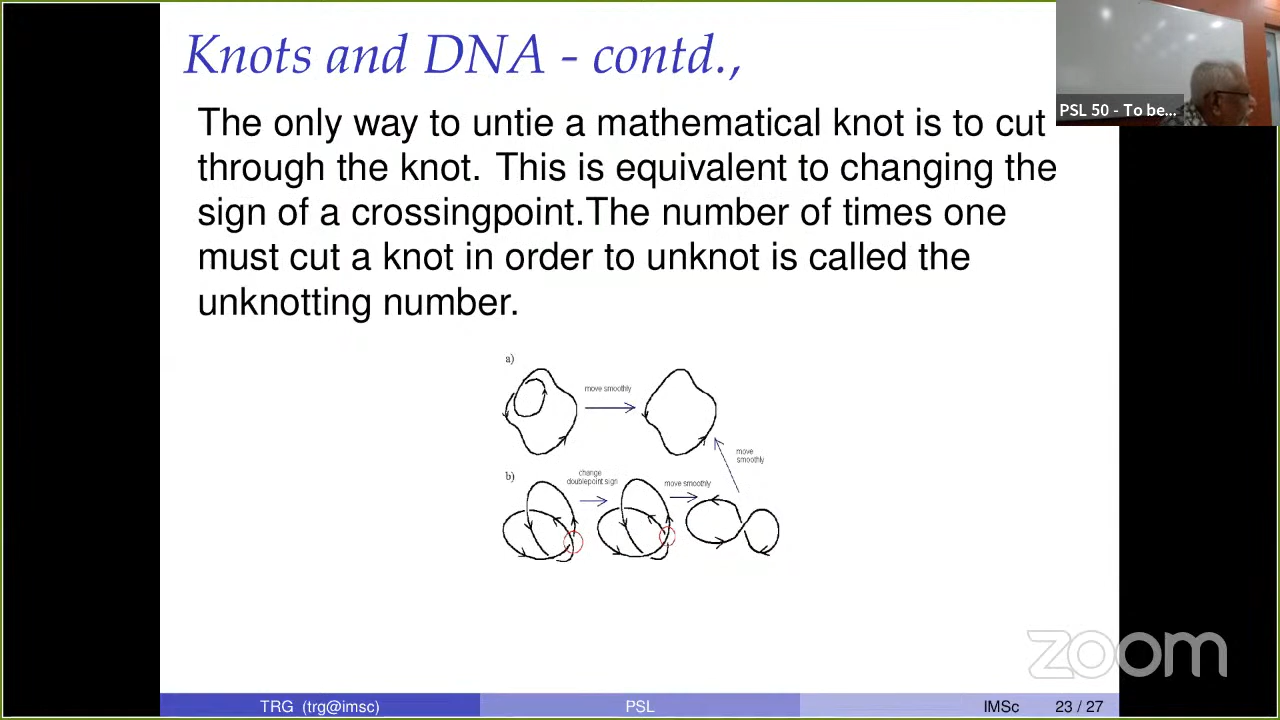 Knots and DNA - contd.,
PSL 50 - To be...
The only way to untie a mathematical knot is to cut
through the knot. This is equivalent to changing the
sign of a crossingpoint.The number of times one
must cut a knot in order to unknot is called the
unknotting number.
a)
move smoothly
move
smoothly
b)
change
doublepoint sign
move smoothly
zoom
TRG (trg@imsc)
PSL
IMSc
23 / 27